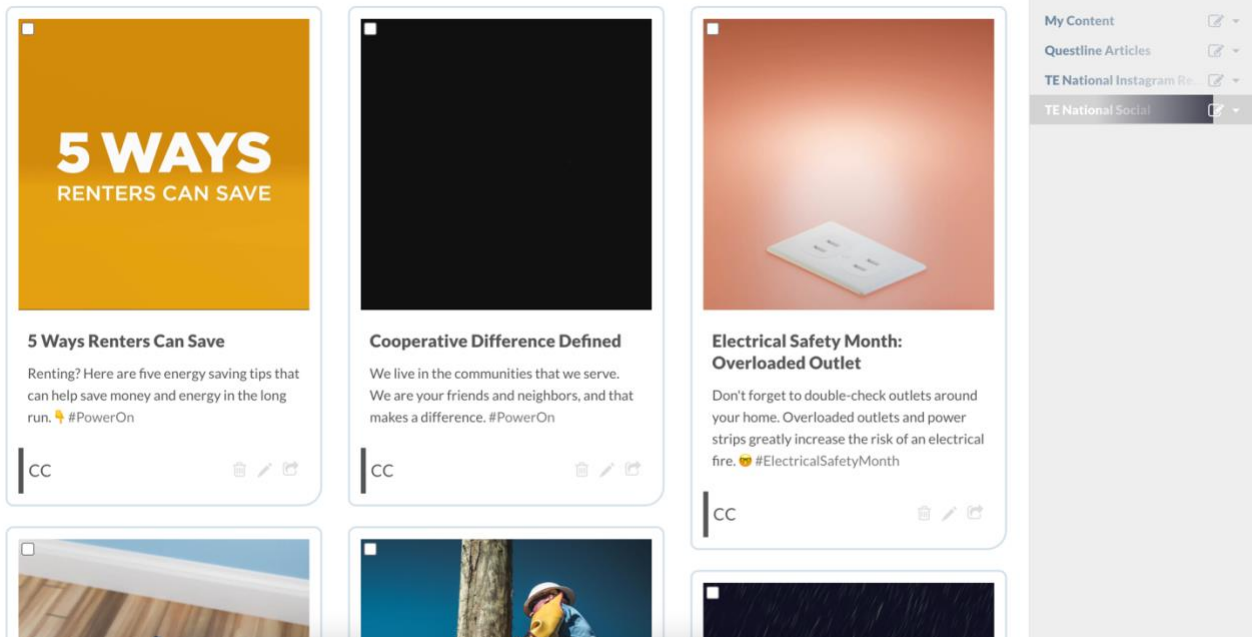 5 WAYS
RENTERS CAN SAVE
5 Ways Renters Can Save
Renting? Here are five energy saving tips that
can help save money and energy in the long
run. 👇 #PowerOn
CC
Cooperative Difference Defined
We live in the communities that we serve.
We are your friends and neighbors, and that
makes a difference. #PowerOn
CC
Electrical Safety Month:
Overloaded Outlet
Don't forget to double-check outlets around
your home. Overloaded outlets and power
strips greatly increase the risk of an electrical
fire. 🤓 #ElectricalSafetyMonth
CC
My Content
Questline Articles
TE National Instagram Re...
TE National Social